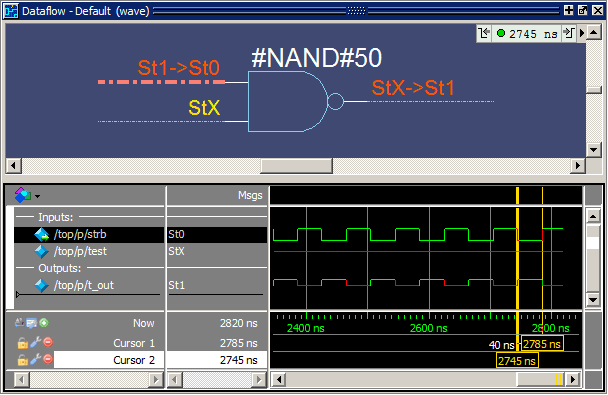 Dataflow - Default (wave)
2745 ns
St1->St0
#NAND#50
StX->St1
StX
Msgs
Inputs:
/top/p/strb St0
/top/p/test StX
Outputs:
/top/p/t_out St1
Now 2820 ns
2400 ns 2600 ns 2800 ns
Cursor 1 2785 ns
40 ns 2785 ns
Cursor 2 2745 ns
2745 ns